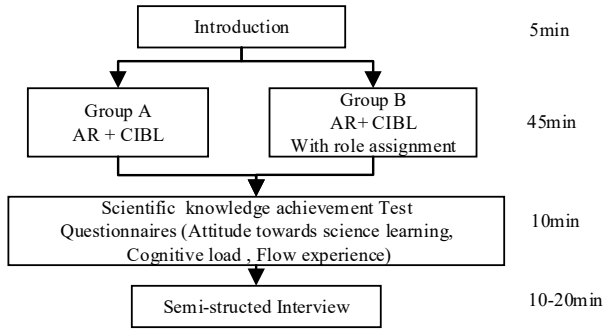 Introduction
5min
Group A
AR + CIBL
Group B
AR+ CIBL
With role assignment
45min
Scientific knowledge achievement Test
Questionnaires (Attitude towards science learning,
Cognitive load , Flow experience)
10min
Semi-structed Interview
10-20min